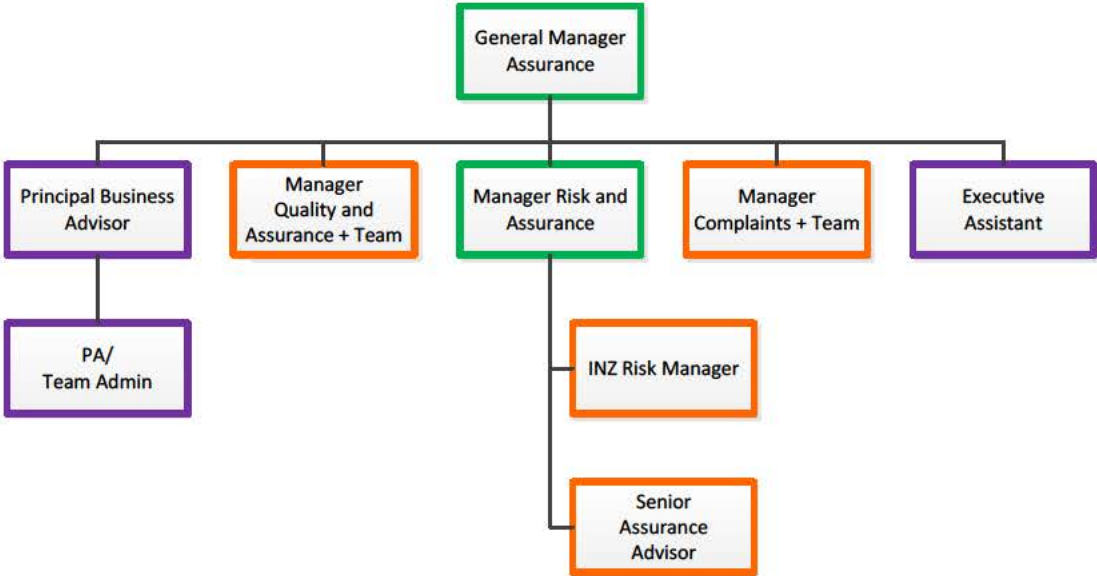 General Manager
Assurance
Principal Business
Advisor
Manager
Quality and
Assurance + Team
Manager Risk and
Assurance
Manager
Complaints + Team
Executive
Assistant
PA/
Team Admin
INZ Risk Manager
Senior
Assurance
Advisor